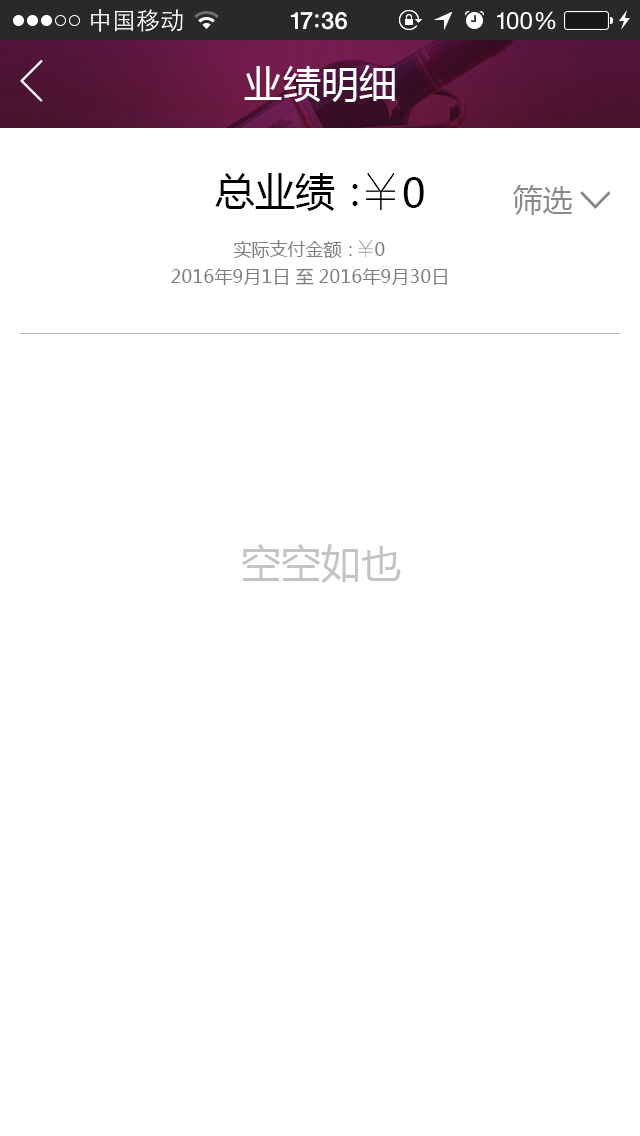 中国移动 17:36 100%
业绩明细
总业绩 :¥0
筛选
实际支付金额 : ¥0
2016年9月1日 至 2016年9月30日
空空如也